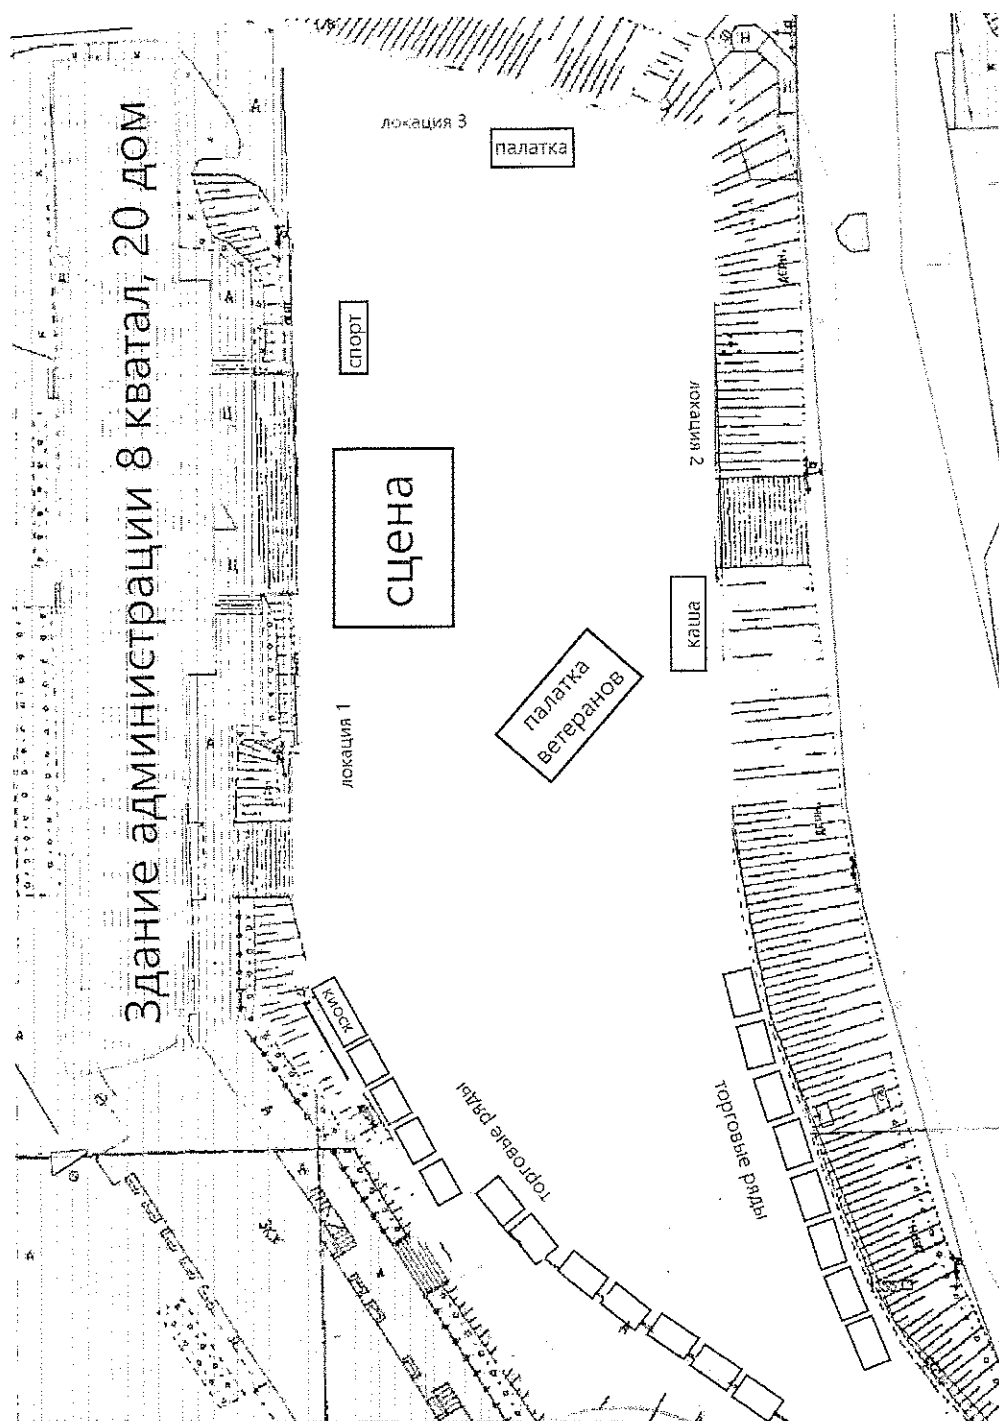 Здание администрации 8 кватал, 20 дом
локация 3
палатка
спорт
сцена
локация 2
каша
палатка
ветеранов
локация 1
киоск
торговые ряды
торговые ряды